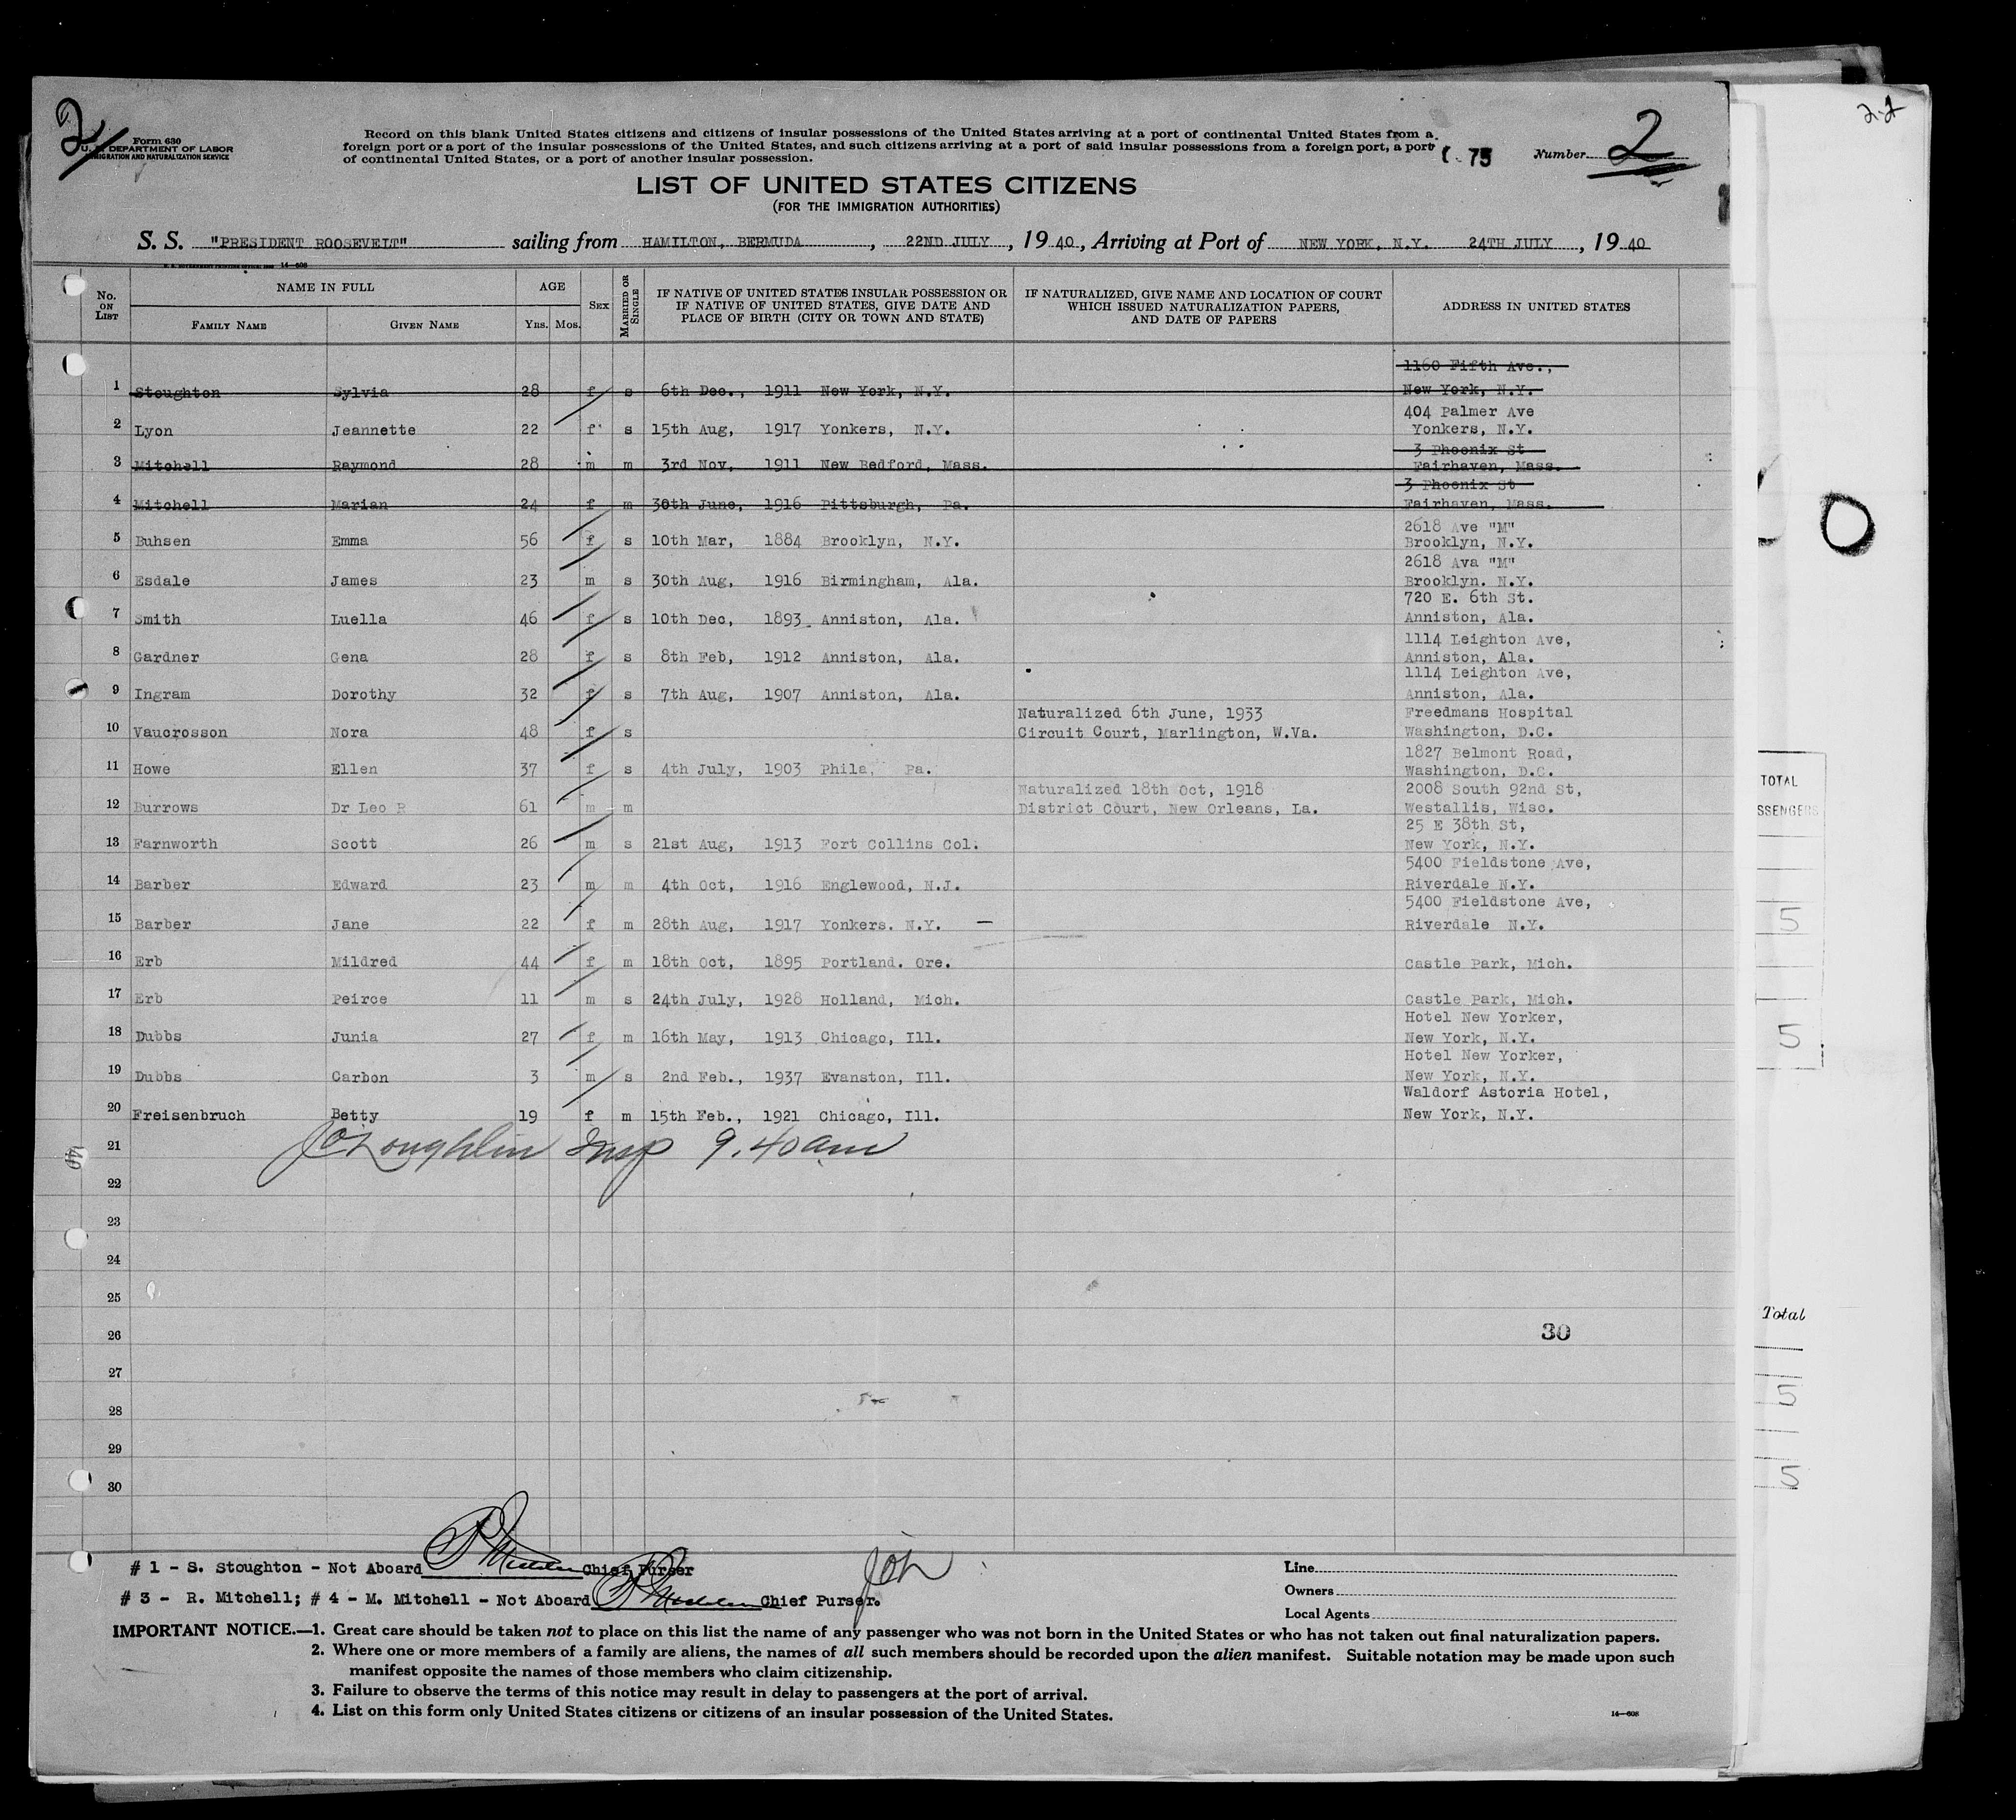 2
2-2
Form 630
U. S. DEPARTMENT OF LABOR
IMMIGRATION AND NATURALIZATION SERVICE
Record on this blank United States citizens and citizens of insular possessions of the United States arriving at a port of continental United States from a
foreign port or a port of the insular possessions of the United States, and such citizens arriving at a port of said insular possessions from a foreign port, a port
of continental United States, or a port of another insular possession.
75
Number 2
LIST OF UNITED STATES CITIZENS
(FOR THE IMMIGRATION AUTHORITIES)
S. S. "PRESIDENT ROOSEVELT" sailing from HAMILTON, BERMUDA, 22ND JULY, 19 40, Arriving at Port of NEW YORK, N.Y. 24TH JULY, 19 40
14-608
No. ON LIST NAME IN FULL AGE SEX MARRIED OR SINGLE IF NATIVE OF UNITED STATES INSULAR POSSESSION OR IF NATIVE OF UNITED STATES, GIVE DATE AND PLACE OF BIRTH (CITY OR TOWN AND STATE) IF NATURALIZED, GIVE NAME AND LOCATION OF COURT WHICH ISSUED NATURALIZATION PAPERS, AND DATE OF PAPERS ADDRESS IN UNITED STATES
FAMILY NAME GIVEN NAME YRS. MOS.
1160 Fifth Ave.,
1 Stoughton Sylvia 28 f s 6th Dec., 1911 New York, N.Y. New York, N.Y.
404 Palmer Ave
2 Lyon Jeannette 22 f s 15th Aug, 1917 Yonkers, N.Y. Yonkers, N.Y.
3 Phoenix St
3 Mitchell Raymond 28 m m 3rd Nov, 1911 New Bedford, Mass. Fairhaven, Mass.
3 Phoenix St
4 Mitchell Marian 24 f m 30th June, 1916 Pittsburgh, Pa. Fairhaven, Mass.
2618 Ave "M"
5 Buhsen Emma 56 f s 10th Mar, 1884 Brooklyn, N.Y. Brooklyn, N.Y.
2618 Ava "M"
6 Esdale James 23 m s 30th Aug, 1916 Birmingham, Ala. Brooklyn. N.Y.
720 E. 6th St.
7 Smith Luella 46 f s 10th Dec, 1893 Anniston, Ala. Anniston, Ala.
1114 Leighton Ave,
8 Gardner Gena 28 f s 8th Feb, 1912 Anniston, Ala. Anniston, Ala.
1114 Leighton Ave,
9 Ingram Dorothy 32 f s 7th Aug, 1907 Anniston, Ala. Anniston, Ala.
Naturalized 6th June, 1933 Freedmans Hospital
10 Vaucrosson Nora 48 f s Circuit Court, Marlington, W.Va. Washington, D.C.
1827 Belmont Road,
11 Howe Ellen 37 f s 4th July, 1903 Phila, Pa. Washington, D.C.
Naturalized 18th Oct, 1918 2008 South 92nd St,
12 Burrows Dr Leo R 61 m m District Court, New Orleans, La. Westallis, Wisc.
25 E 38th St,
13 Farnworth Scott 26 m s 21st Aug, 1913 Fort Collins Col. New York, N.Y.
5400 Fieldstone Ave,
14 Barber Edward 23 m m 4th Oct, 1916 Englewood, N.J. Riverdale N.Y.
5400 Fieldstone Ave,
15 Barber Jane 22 f m 28th Aug, 1917 Yonkers. N.Y. Riverdale N.Y.
16 Erb Mildred 44 f m 18th Oct, 1895 Portland. Ore. Castle Park, Mich.
17 Erb Peirce 11 m s 24th July, 1928 Holland, Mich. Castle Park, Mich.
Hotel New Yorker,
18 Dubbs Junia 27 f m 16th May, 1913 Chicago, Ill. New York, N.Y.
Hotel New Yorker,
19 Dubbs Carbon 3 m s 2nd Feb., 1937 Evanston, Ill. New York, N.Y.
Waldorf Astoria Hotel,
20 Freisenbruch Betty 19 f m 15th Feb., 1921 Chicago, Ill. New York, N.Y.
21 J O'Loughlin Insp 9.40am
22
23
24
25
26 30
27
28
29
30
# 1 - S. Stoughton - Not Aboard Chief Purser
# 3 - R. Mitchell; # 4 - M. Mitchell - Not Aboard Chief Purser.
Line
Owners
Local Agents
IMPORTANT NOTICE.—1. Great care should be taken not to place on this list the name of any passenger who was not born in the United States or who has not taken out final naturalization papers.
2. Where one or more members of a family are aliens, the names of all such members should be recorded upon the alien manifest. Suitable notation may be made upon such
manifest opposite the names of those members who claim citizenship.
3. Failure to observe the terms of this notice may result in delay to passengers at the port of arrival.
4. List on this form only United States citizens or citizens of an insular possession of the United States.
14-608
TOTAL
5
5
Total
5
5